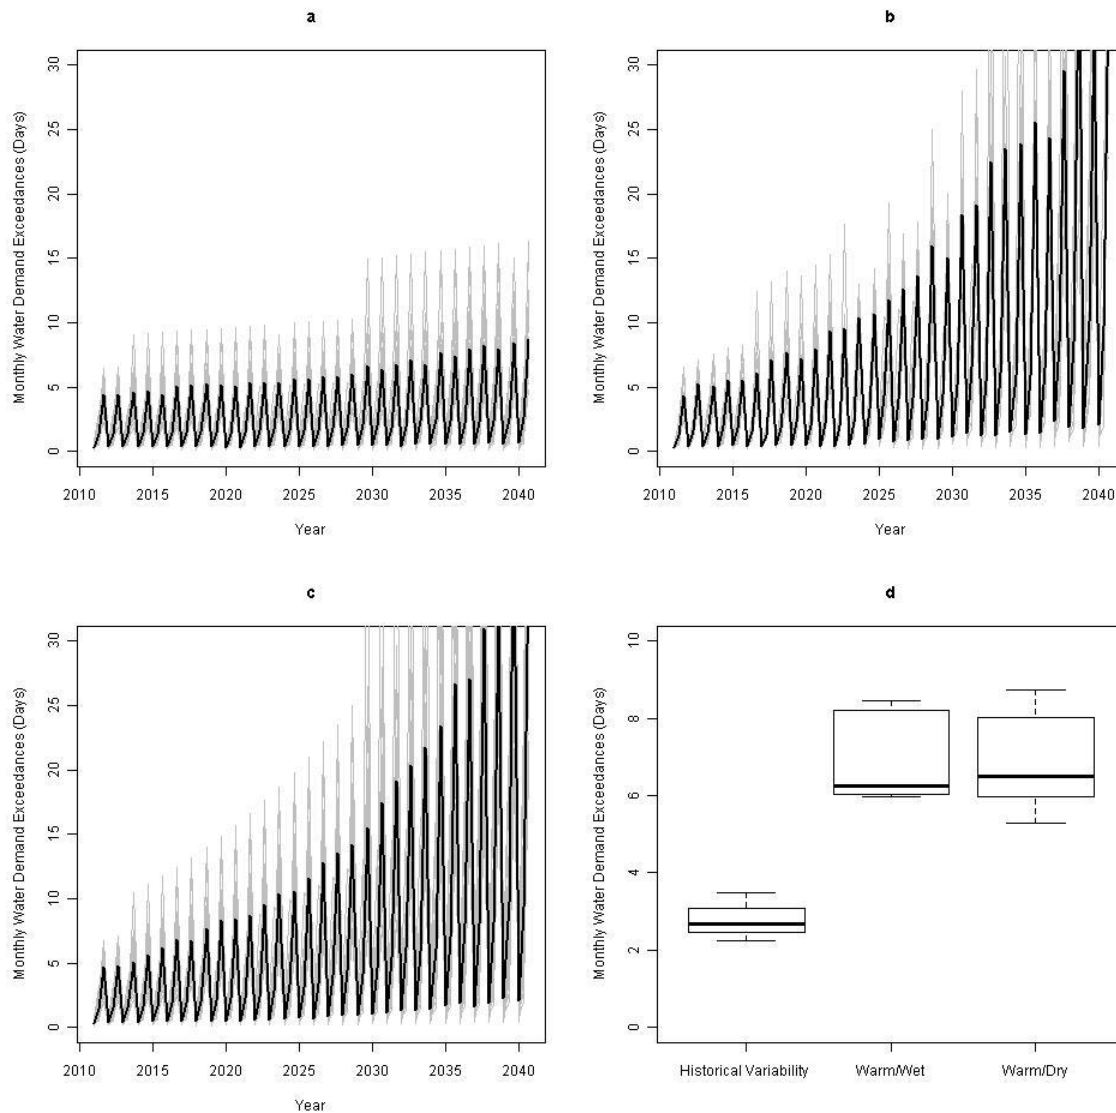 a
Monthly Water Demand Exceedances (Days)
0 5 10 15 20 25 30
2010 2015 2020 2025 2030 2035 2040
Year
b
Monthly Water Demand Exceedances (Days)
0 5 10 15 20 25 30
2010 2015 2020 2025 2030 2035 2040
Year
c
Monthly Water Demand Exceedances (Days)
0 5 10 15 20 25 30
2010 2015 2020 2025 2030 2035 2040
Year
d
Monthly Water Demand Exceedances (Days)
0 2 4 6 8 10
Historical Variability Warm/Wet Warm/Dry